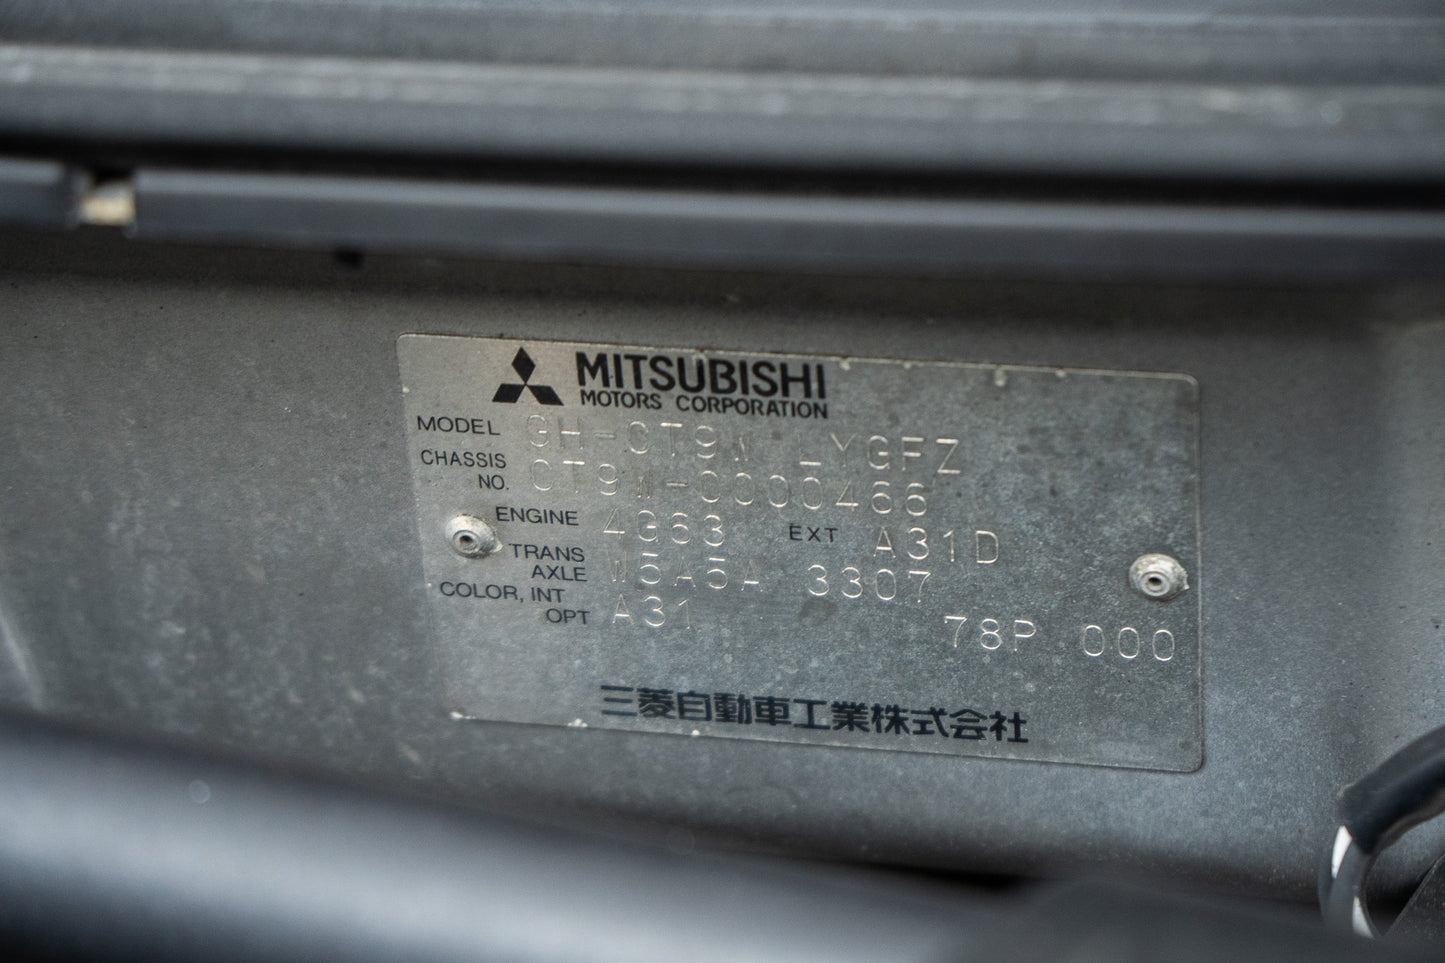 MITSUBISHI
MOTORS CORPORATION
MODEL GH-CT9W LYGFZ
CHASSIS NO. CT9W-0000466
ENGINE 4G63 EXT A31D
TRANS AXLE W5A5A 3307
COLOR, INT OPT A31 78P 000
三菱自動車工業株式会社